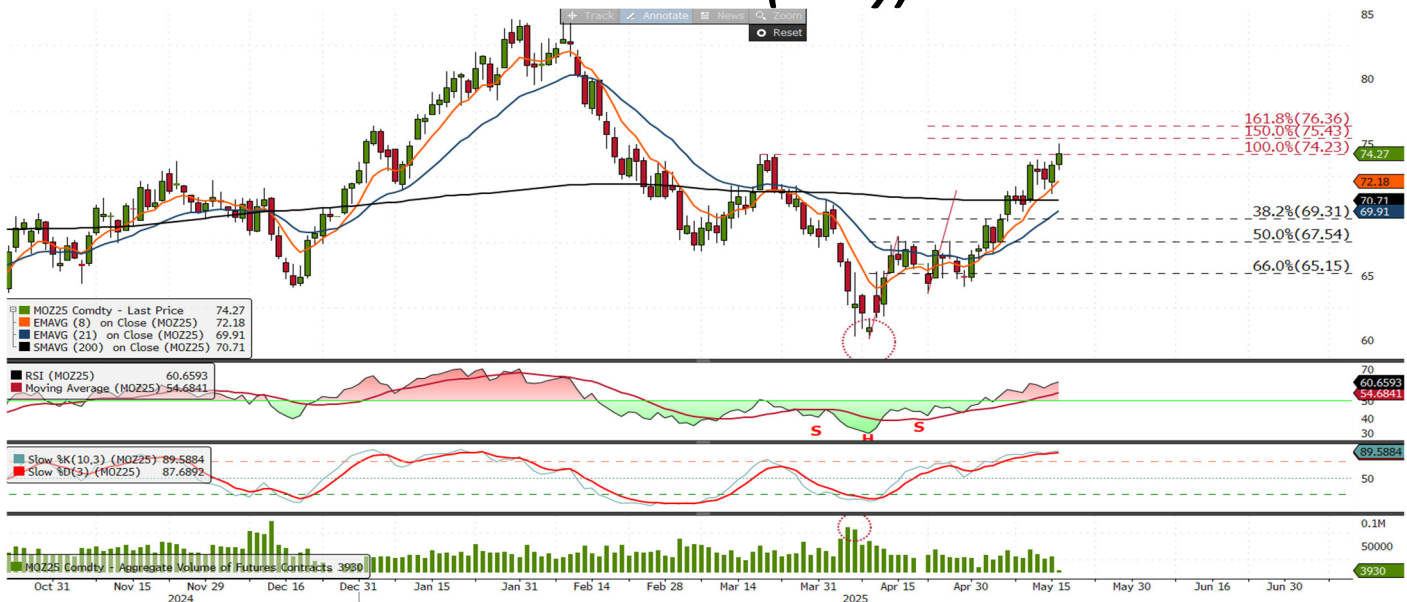 Track Annotate News Zoom
Reset
85
80
75
65
60
161.8%(76.36)
150.0%(75.43)
100.0%(74.23)
38.2%(69.31)
50.0%(67.54)
66.0%(65.15)
74.27
72.18
70.71
69.91
MOZ25 Comdty - Last Price 74.27
EMAVG (8) on Close (MOZ25) 72.18
EMAVG (21) on Close (MOZ25) 69.91
SMAVG (200) on Close (MOZ25) 70.71
RSI (MOZ25) 60.6593
Moving Average (MOZ25) 54.6841
S
H
S
70
60.6593
54.6841
50
40
30
Slow %K(10,3) (MOZ25) 89.5884
Slow %D(3) (MOZ25) 87.6892
89.5884
50
MOZ25 Comdty - Aggregate Volume of Futures Contracts 3930
0.1M
50000
3930
Oct 31 Nov 15 Nov 29 Dec 16 Dec 31 Jan 15 Jan 31 Feb 14 Feb 28 Mar 14 Mar 31 Apr 15 Apr 30 May 15 May 30 Jun 16 Jun 30
2024 2025